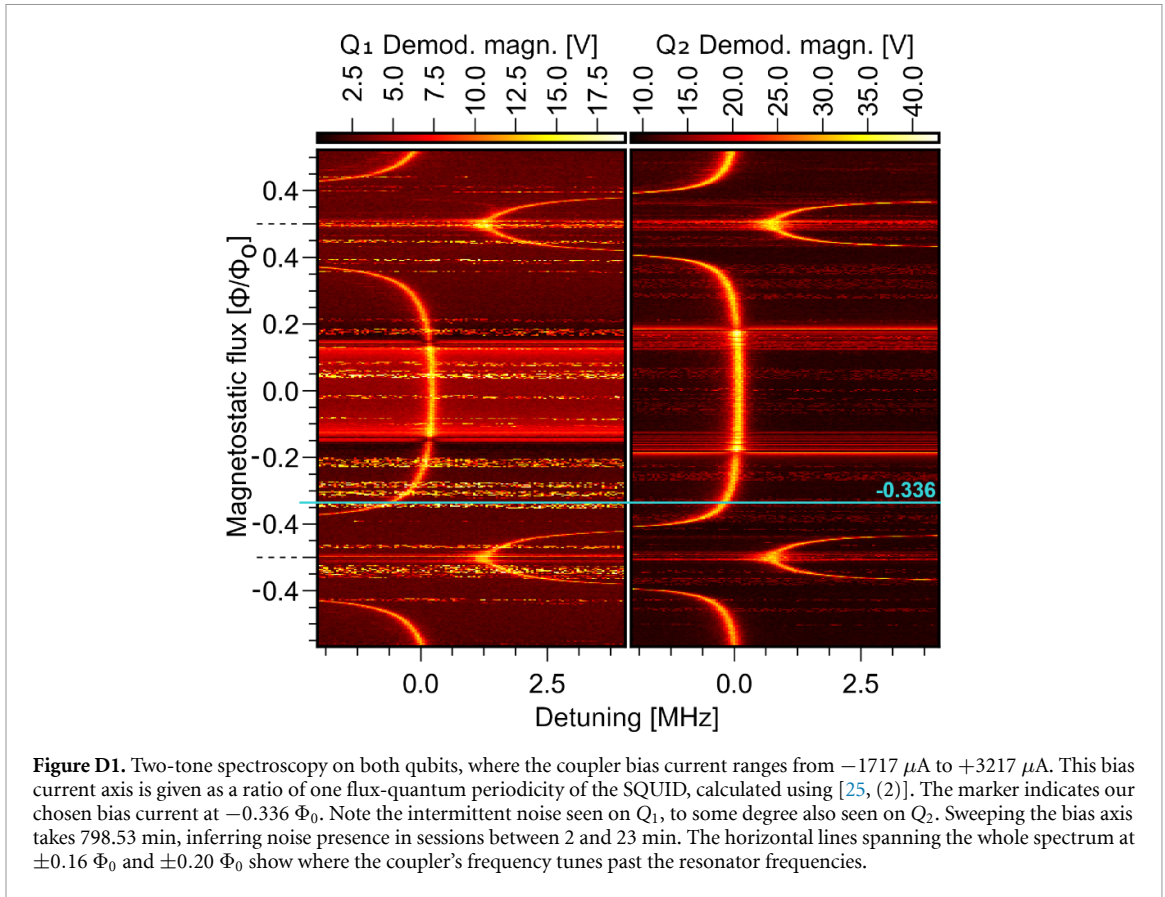 Q₁ Demod. magn. [V]
Q₂ Demod. magn. [V]
2.5 5.0 7.5 10.0 12.5 15.0 17.5
10.0 15.0 20.0 25.0 30.0 35.0 40.0
Magnetostatic flux [Φ/Φ₀]
0.4
0.4
0.2
0.0
-0.2
-0.336
-0.4
-0.4
0.0 2.5 0.0 2.5
Detuning [MHz]
Figure D1. Two-tone spectroscopy on both qubits, where the coupler bias current ranges from −1717 μA to +3217 μA. This bias
current axis is given as a ratio of one flux-quantum periodicity of the SQUID, calculated using [25, (2)]. The marker indicates our
chosen bias current at −0.336 Φ₀. Note the intermittent noise seen on Q₁, to some degree also seen on Q₂. Sweeping the bias axis
takes 798.53 min, inferring noise presence in sessions between 2 and 23 min. The horizontal lines spanning the whole spectrum at
±0.16 Φ₀ and ±0.20 Φ₀ show where the coupler’s frequency tunes past the resonator frequencies.